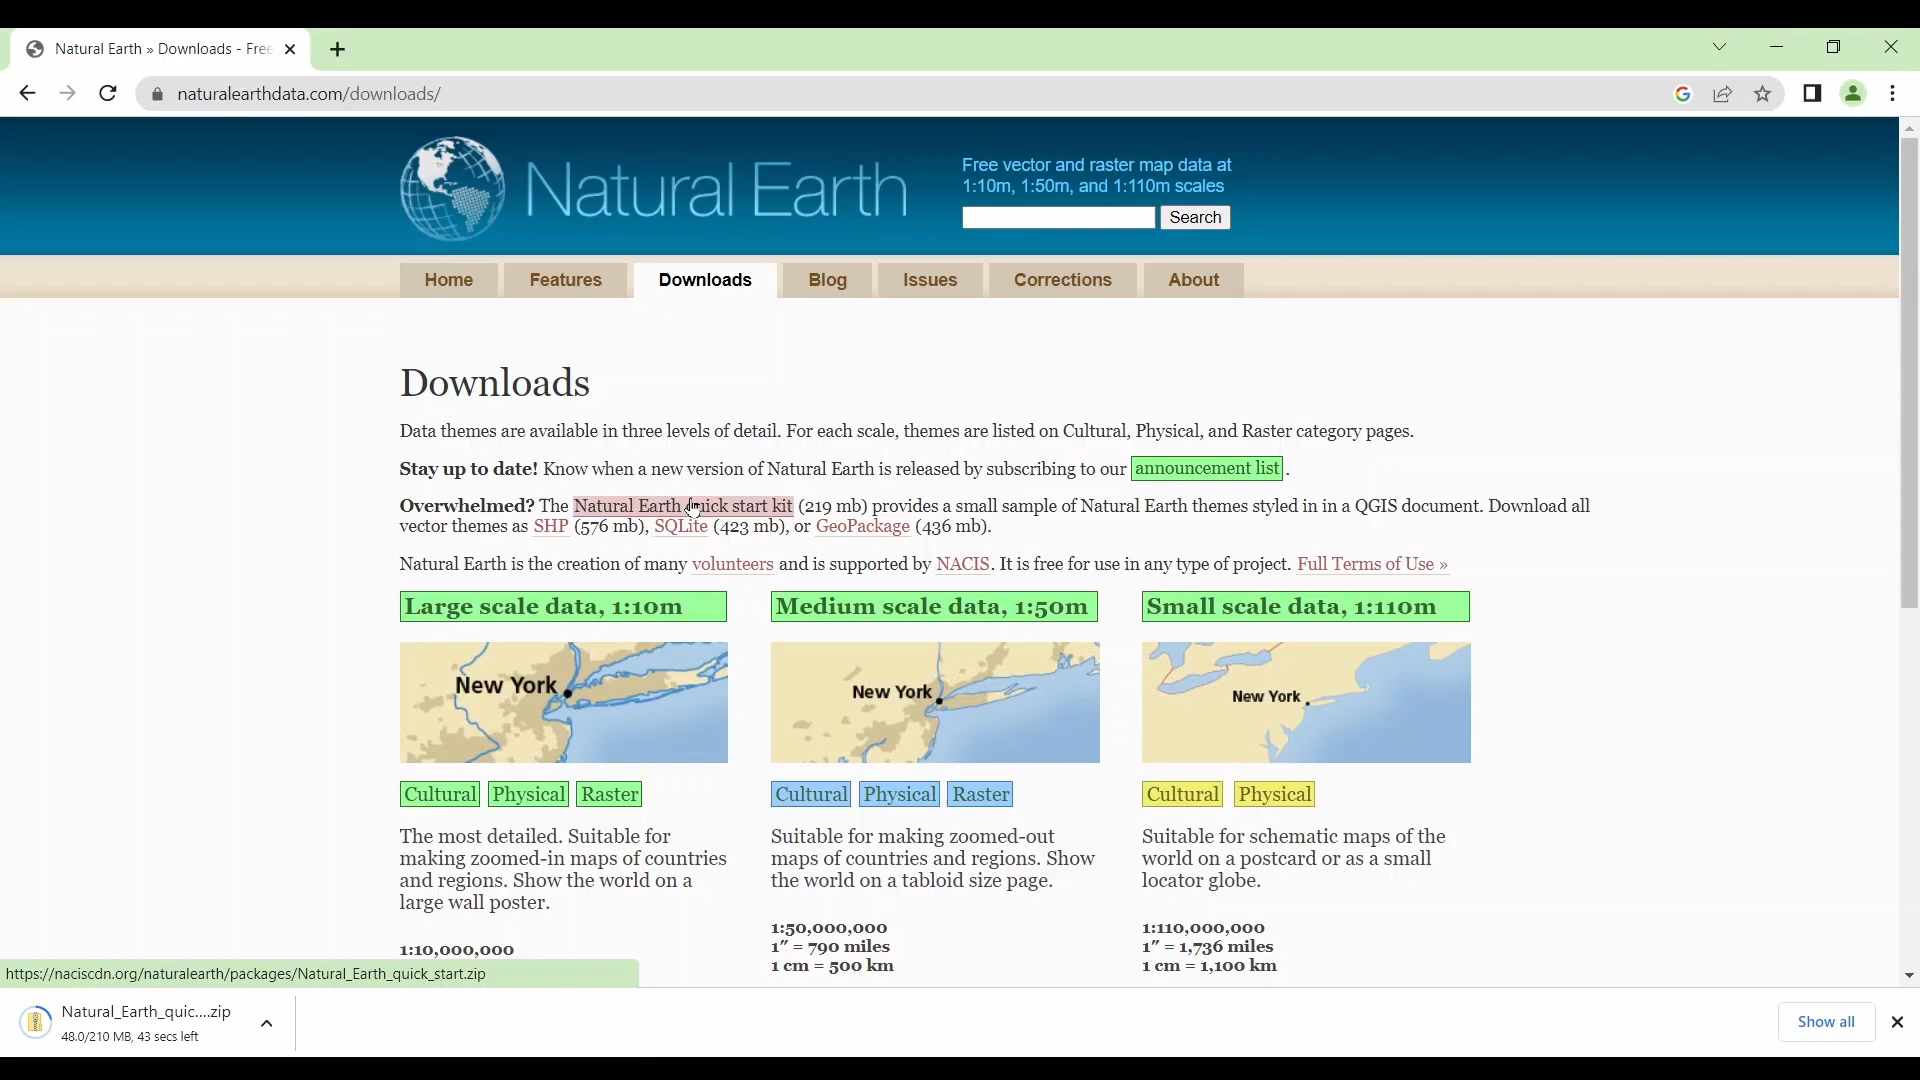 Natural Earth » Downloads - Free
naturalearthdata.com/downloads/
Natural Earth
Free vector and raster map data at
1:10m, 1:50m, and 1:110m scales
Search
Home Features Downloads Blog Issues Corrections About
Downloads
Data themes are available in three levels of detail. For each scale, themes are listed on Cultural, Physical, and Raster category pages.
Stay up to date! Know when a new version of Natural Earth is released by subscribing to our announcement list.
Overwhelmed? The Natural Earth quick start kit (219 mb) provides a small sample of Natural Earth themes styled in in a QGIS document. Download all
vector themes as SHP (576 mb), SQLite (423 mb), or GeoPackage (436 mb).
Natural Earth is the creation of many volunteers and is supported by NACIS. It is free for use in any type of project. Full Terms of Use »
Large scale data, 1:10m
New York
Cultural Physical Raster
The most detailed. Suitable for
making zoomed-in maps of countries
and regions. Show the world on a
large wall poster.
1:10,000,000
Medium scale data, 1:50m
New York
Cultural Physical Raster
Suitable for making zoomed-out
maps of countries and regions. Show
the world on a tabloid size page.
1:50,000,000
1″ = 790 miles
1 cm = 500 km
Small scale data, 1:110m
New York
Cultural Physical
Suitable for schematic maps of the
world on a postcard or as a small
locator globe.
1:110,000,000
1″ = 1,736 miles
1 cm = 1,100 km
https://naciscdn.org/naturalearth/packages/Natural_Earth_quick_start.zip
Natural_Earth_quic....zip
48.0/210 MB, 43 secs left
Show all